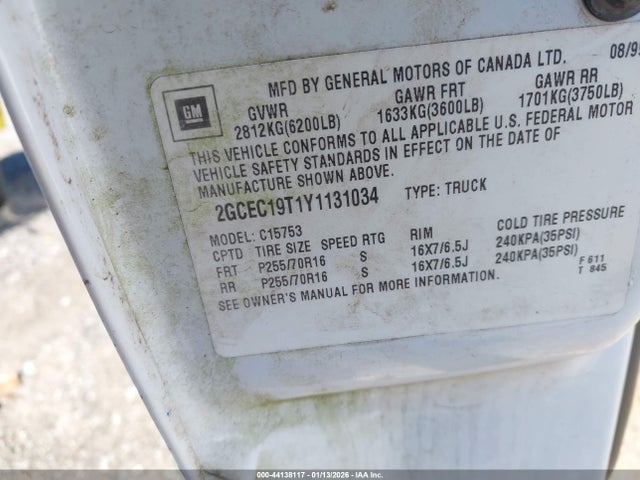 MFD BY GENERAL MOTORS OF CANADA LTD. 08/9
GM
GVWR GAWR FRT GAWR RR
2812KG(6200LB) 1633KG(3600LB) 1701KG(3750LB)
THIS VEHICLE CONFORMS TO ALL APPLICABLE U.S. FEDERAL MOTOR
VEHICLE SAFETY STANDARDS IN EFFECT ON THE DATE OF
MANUFACTURE SHOWN ABOVE.
2GCEC19T1Y1131034 TYPE: TRUCK
MODEL: C15753
CPTD TIRE SIZE SPEED RTG RIM COLD TIRE PRESSURE
FRT P255/70R16 S 16X7/6.5J 240KPA(35PSI)
RR P255/70R16 S 16X7/6.5J 240KPA(35PSI)
SEE OWNER'S MANUAL FOR MORE INFORMATION.
F 611
T 845
000-44138117 - 01/13/2026 - IAAI.com